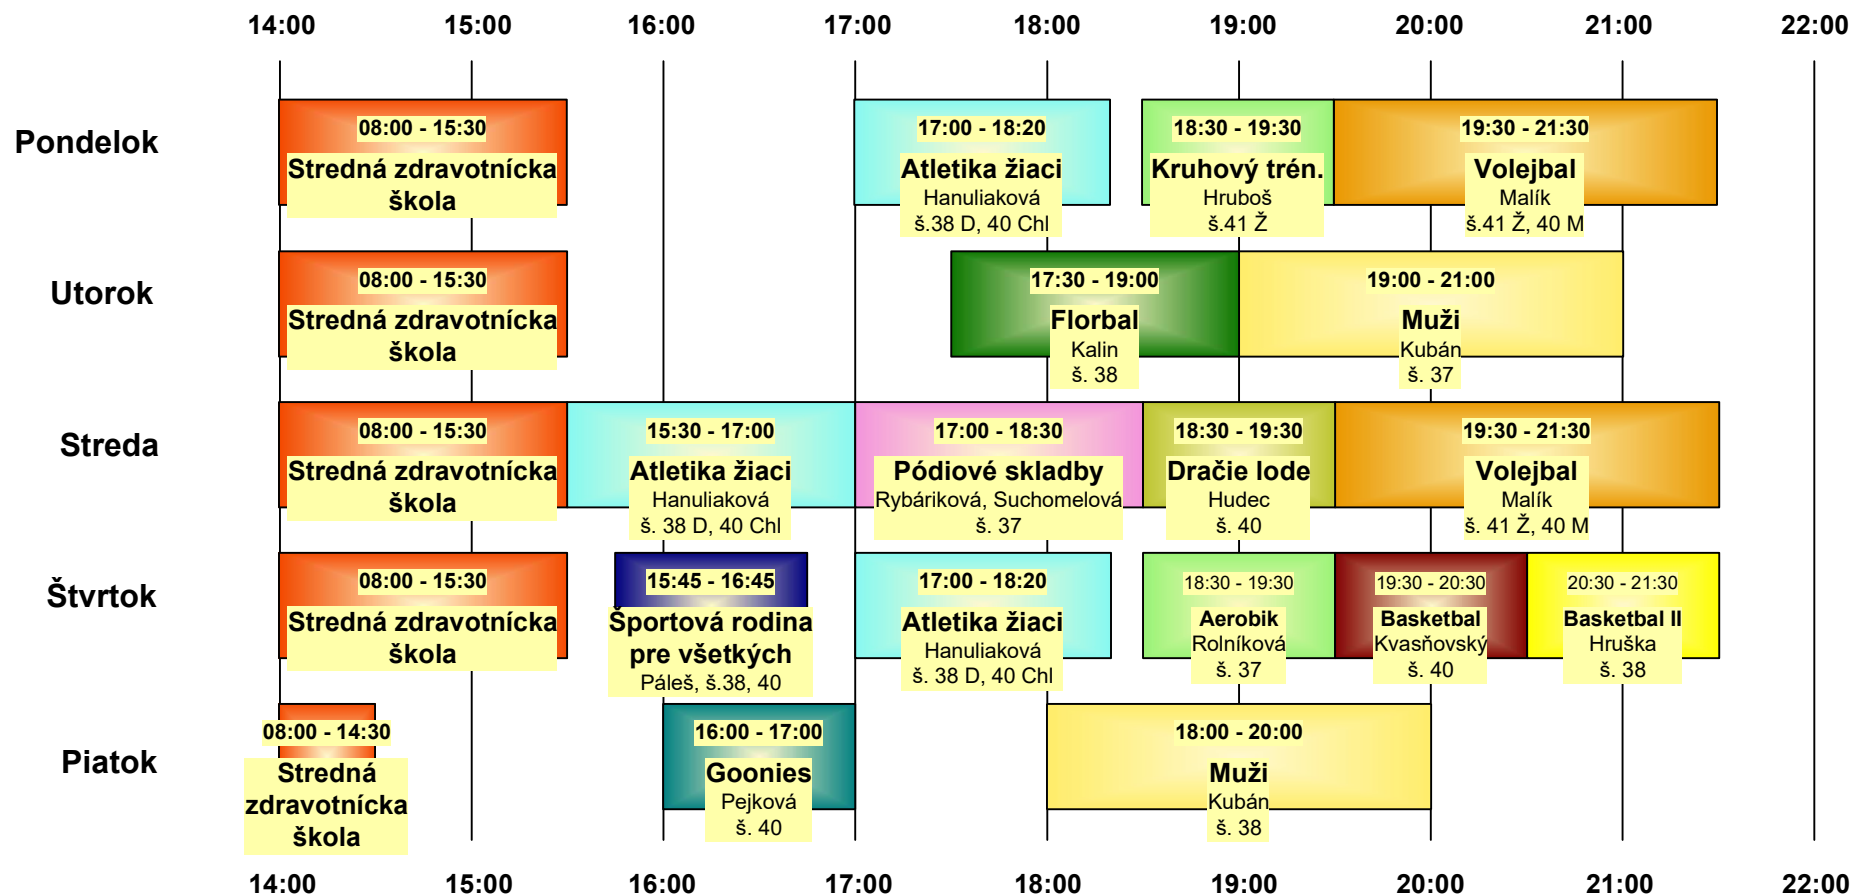 14:00 15:00 16:00 17:00 18:00 19:00 20:00 21:00 22:00
Pondelok
08:00 - 15:30
Stredná zdravotnícka
škola
17:00 - 18:20
Atletika žiaci
Hanuliaková
š.38 D, 40 Chl
18:30 - 19:30
Kruhový trén.
Hruboš
š.41 Ž
19:30 - 21:30
Volejbal
Malík
š.41 Ž, 40 M
Utorok
08:00 - 15:30
Stredná zdravotnícka
škola
17:30 - 19:00
Florbal
Kalin
š. 38
19:00 - 21:00
Muži
Kubán
š. 37
Streda
08:00 - 15:30
Stredná zdravotnícka
škola
15:30 - 17:00
Atletika žiaci
Hanuliaková
š. 38 D, 40 Chl
17:00 - 18:30
Pódiové skladby
Rybáriková, Suchomelová
š. 37
18:30 - 19:30
Dračie lode
Hudec
š. 40
19:30 - 21:30
Volejbal
Malík
š. 41 Ž, 40 M
Štvrtok
08:00 - 15:30
Stredná zdravotnícka
škola
15:45 - 16:45
Športová rodina
pre všetkých
Páleš, š.38, 40
17:00 - 18:20
Atletika žiaci
Hanuliaková
š. 38 D, 40 Chl
18:30 - 19:30
Aerobik
Rolníková
š. 37
19:30 - 20:30
Basketbal
Kvasňovský
š. 40
20:30 - 21:30
Basketbal II
Hruška
š. 38
Piatok
08:00 - 14:30
Stredná
zdravotnícka
škola
16:00 - 17:00
Goonies
Pejková
š. 40
18:00 - 20:00
Muži
Kubán
š. 38
14:00 15:00 16:00 17:00 18:00 19:00 20:00 21:00 22:00